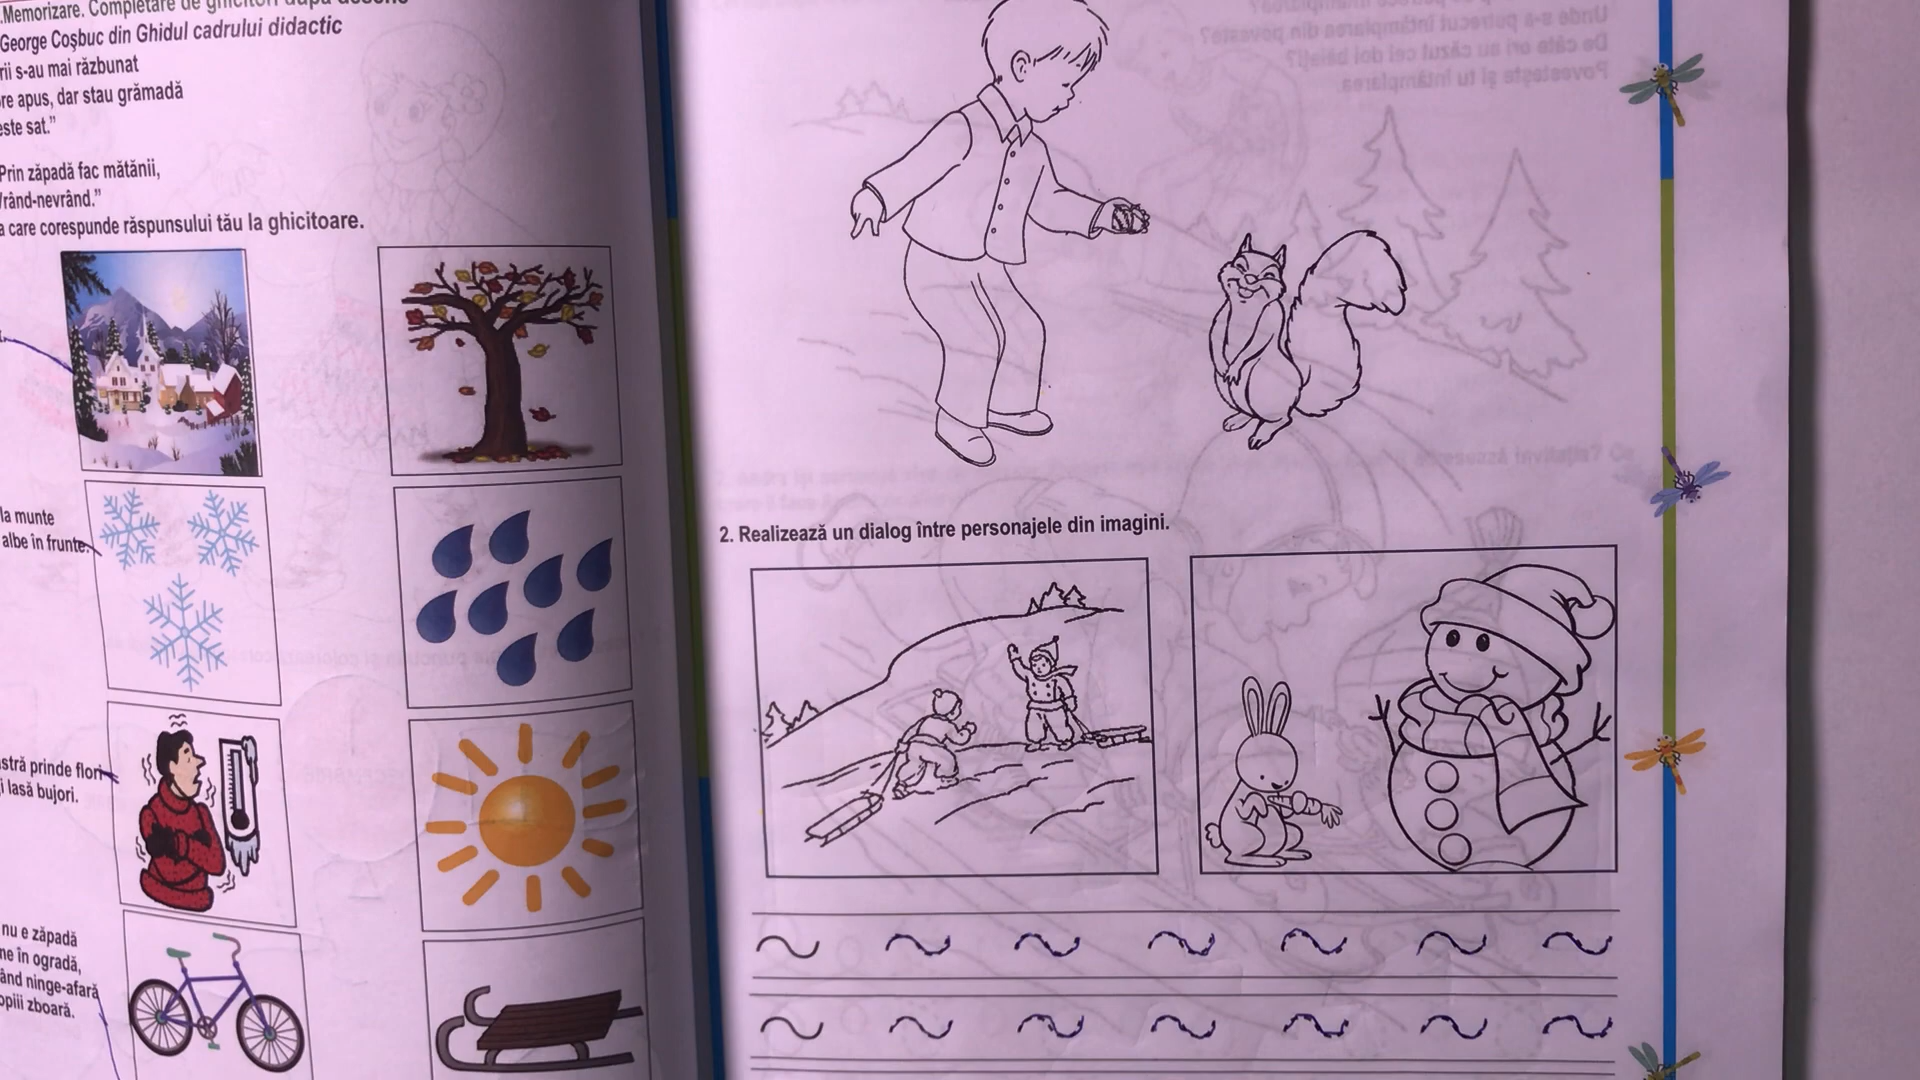 Memorizare. Completare de ghicitori după desene
George Coşbuc din Ghidul cadrului didactic
rii s-au mai răzbunat
re apus, dar stau grămadă
este sat."
Prin zăpadă fac mătănii,
Vrând-nevrând."
a care corespunde răspunsului tău la ghicitoare.
la munte
albe în frunte.
astră prinde flori
i lasă bujori.
nu e zăpadă
ne în ogradă,
ând ninge-afară
opiii zboară.
2. Realizează un dialog între personajele din imagini.